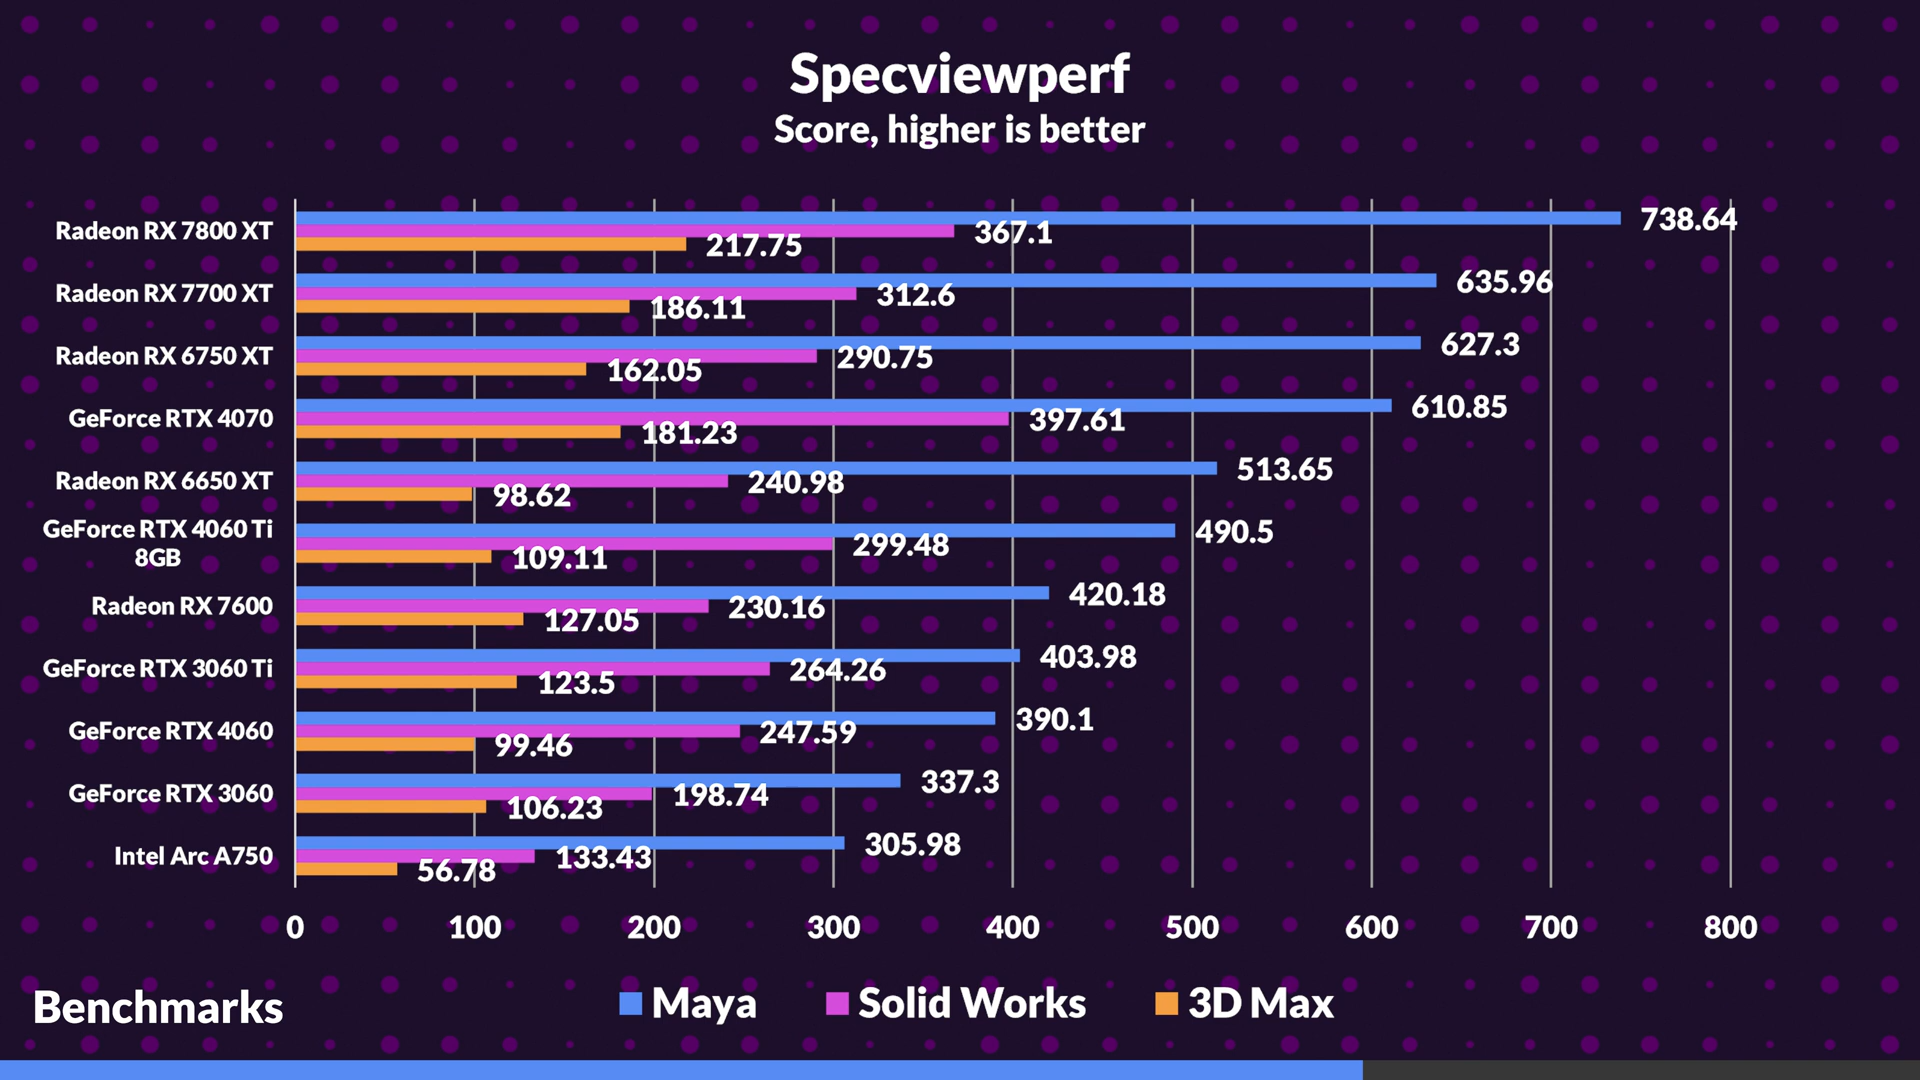 Specviewperf
Score, higher is better
Radeon RX 7800 XT
738.64
367.1
217.75
Radeon RX 7700 XT
635.96
312.6
186.11
Radeon RX 6750 XT
627.3
290.75
162.05
GeForce RTX 4070
610.85
397.61
181.23
Radeon RX 6650 XT
513.65
240.98
98.62
GeForce RTX 4060 Ti
8GB
490.5
299.48
109.11
Radeon RX 7600
420.18
230.16
127.05
GeForce RTX 3060 Ti
403.98
264.26
123.5
GeForce RTX 4060
390.1
247.59
99.46
GeForce RTX 3060
337.3
198.74
106.23
Intel Arc A750
305.98
133.43
56.78
0 100 200 300 400 500 600 700 800
Benchmarks
Maya Solid Works 3D Max